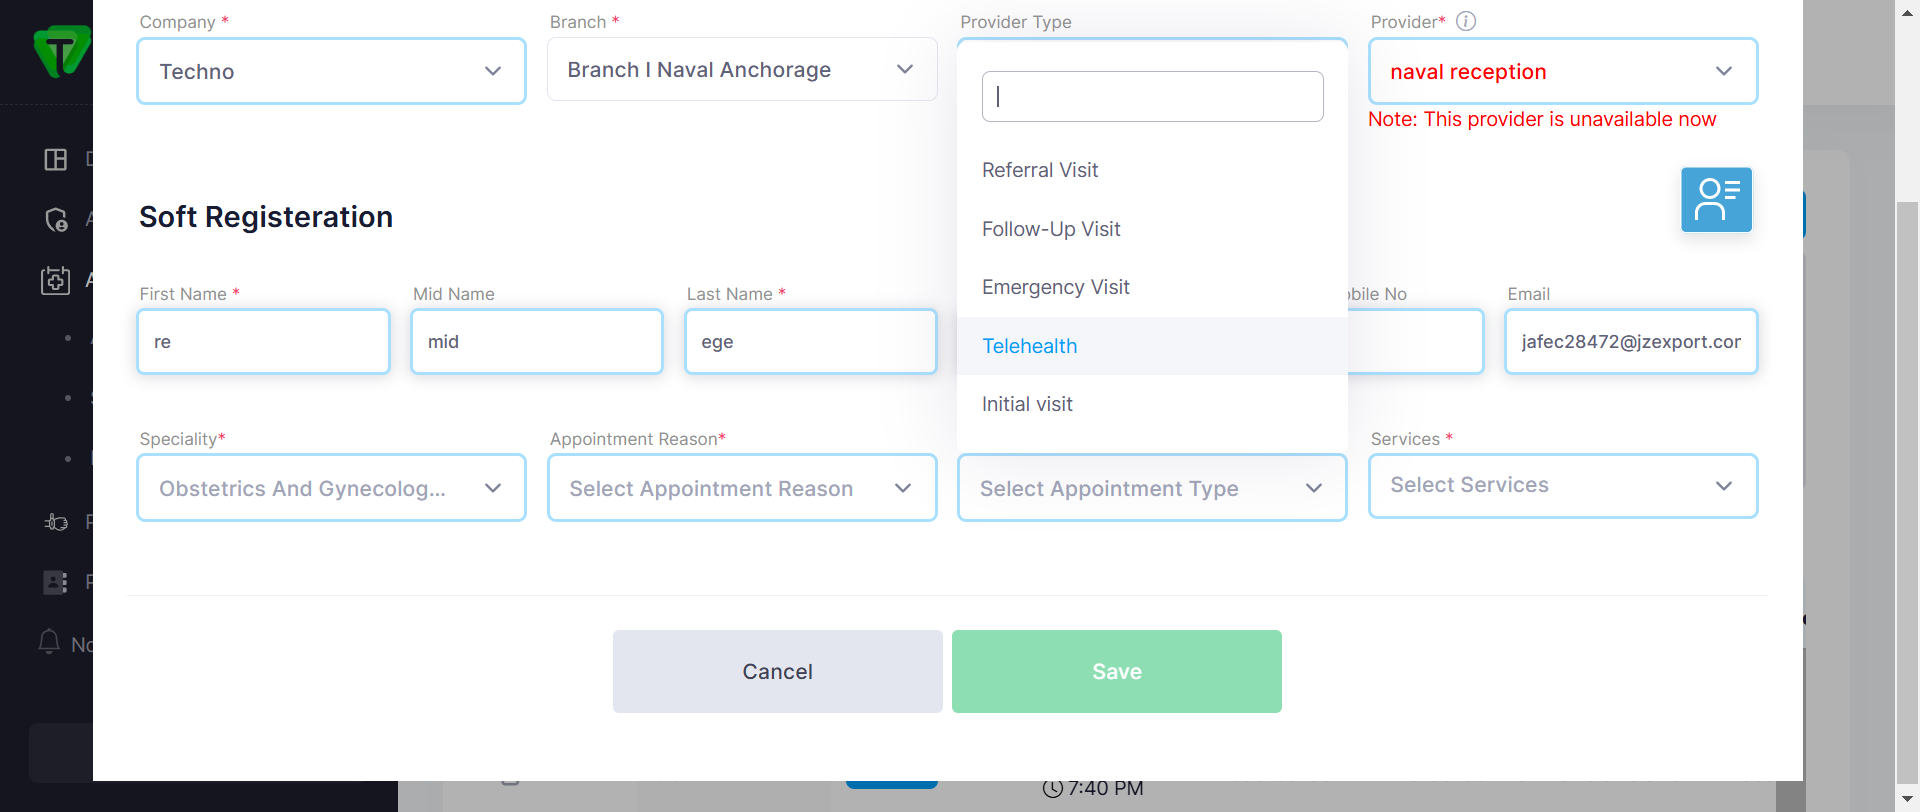 Company *
Branch *
Provider Type
Provider*
Techno
Branch I Naval Anchorage
naval reception
Note: This provider is unavailable now
Referral Visit
Follow-Up Visit
Emergency Visit
Telehealth
Initial visit
Soft Registeration
First Name *
Mid Name
Last Name *
bile No
Email
re
mid
ege
jafec28472@jzexport.cor
Speciality*
Appointment Reason*
Services *
Obstetrics And Gynecolog...
Select Appointment Reason
Select Appointment Type
Select Services
No
Cancel
Save
7:40 PM